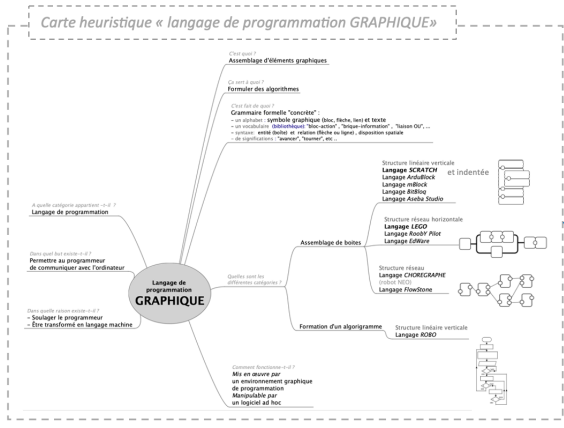 Carte heuristique « langage de programmation GRAPHIQUE»
C'est quoi ?
Assemblage d'éléments graphiques
Ça sert à quoi ?
Formuler des algorithmes
C'est fait de quoi ?
Grammaire formelle "concrète" :
– un alphabet : symbole graphique (bloc, flèche, lien) et texte
– un vocabulaire (bibliothèque) "bloc-action" , "brique-information" , "liaison OU", ...
– syntaxe: entité (boîte) et relation (flèche ou ligne) , disposition spatiale
– de significations : "avancer", "tourner", etc ..
A quelle catégorie appartient -t-il ?
Langage de programmation
Dans quel but existe-t-il ?
Permettre au programmeur
de communiquer avec l'ordinateur
Dans quelle raison existe-t-il ?
– Soulager le programmeur
– Être transformé en langage machine
Langage de
programmation
GRAPHIQUE
Quelles sont les
différentes catégories ?
Assemblage de boites
Structure linéaire verticale
et indentée
Langage SCRATCH
Langage ArduBlock
Langage mBlock
Langage BitBloq
Langage Aseba Studio
Structure réseau horizontale
Langage LEGO
Langage RoobY Pilot
Langage EdWare
Structure réseau
Langage CHOREGRAPHE
(robot NEO)
Langage FlowStone
Formation d'un algorigramme
Structure linéaire verticale
Langage ROBO
Comment fonctionne-t-il ?
Mis en œuvre par
un environnement graphique
de programmation
Manipulable par
un logiciel ad hoc